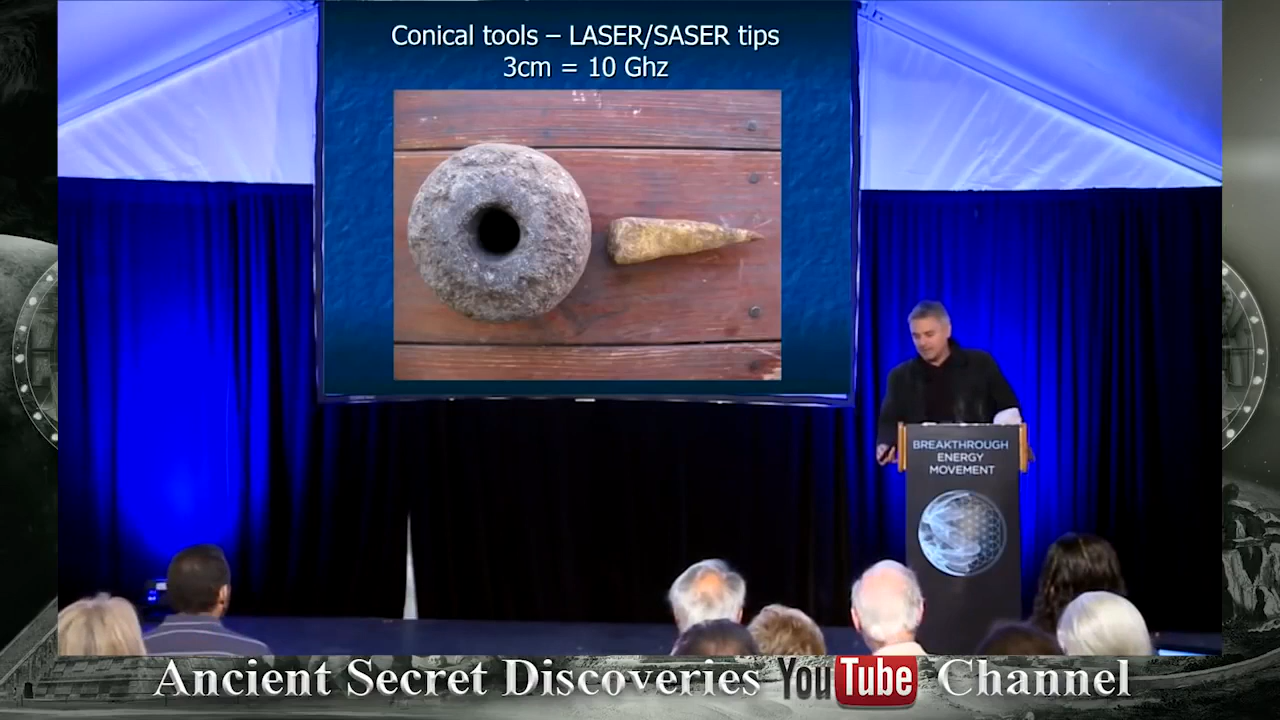 Conical tools – LASER/SASER tips
3cm = 10 Ghz
BREAKTHROUGH
ENERGY
MOVEMENT
Ancient Secret Discoveries YouTube Channel